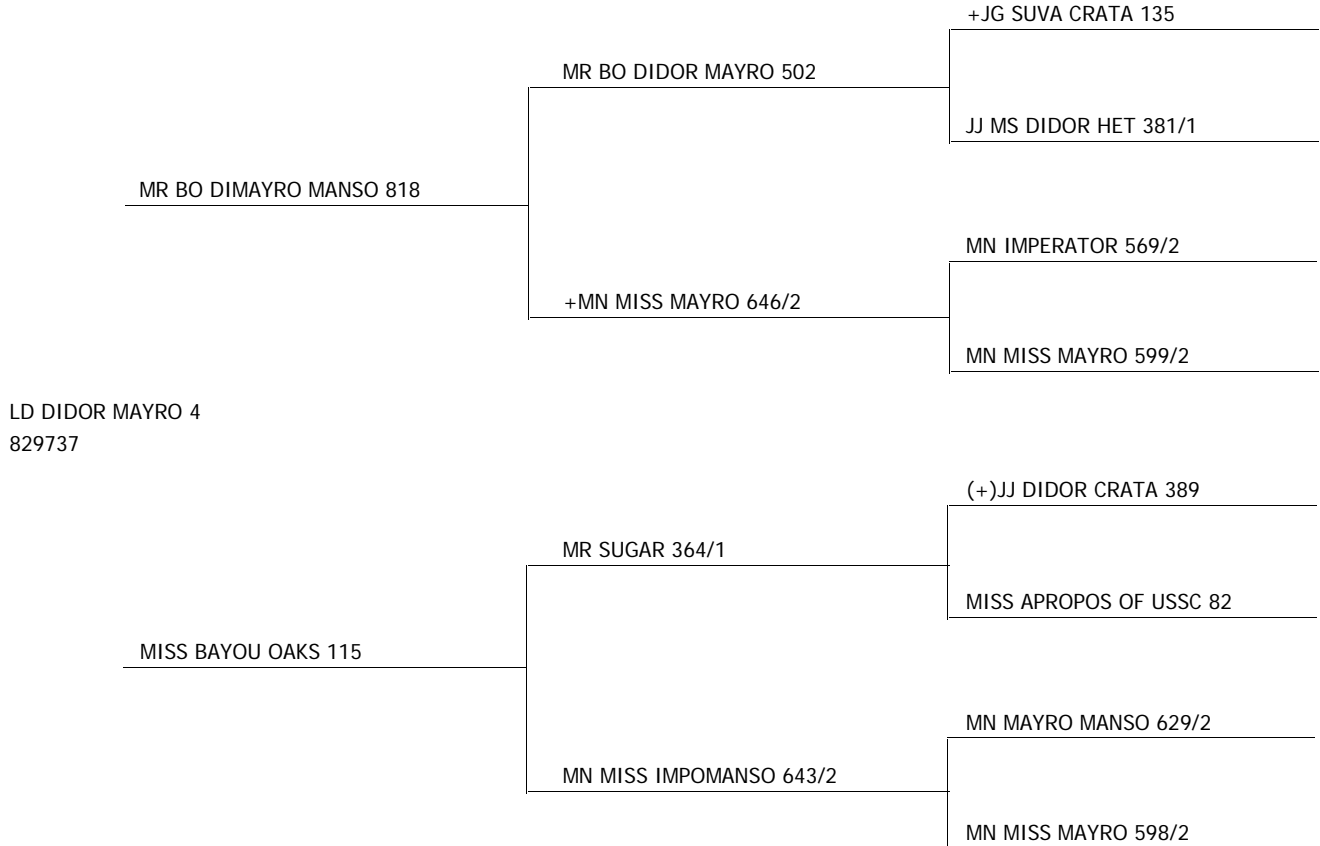 +JG SUVA CRATA 135
MR BO DIDOR MAYRO 502
JJ MS DIDOR HET 381/1
MR BO DIMAYRO MANSO 818
MN IMPERATOR 569/2
+MN MISS MAYRO 646/2
MN MISS MAYRO 599/2
LD DIDOR MAYRO 4
829737
(+)JJ DIDOR CRATA 389
MR SUGAR 364/1
MISS APROPOS OF USSC 82
MISS BAYOU OAKS 115
MN MAYRO MANSO 629/2
MN MISS IMPOMANSO 643/2
MN MISS MAYRO 598/2